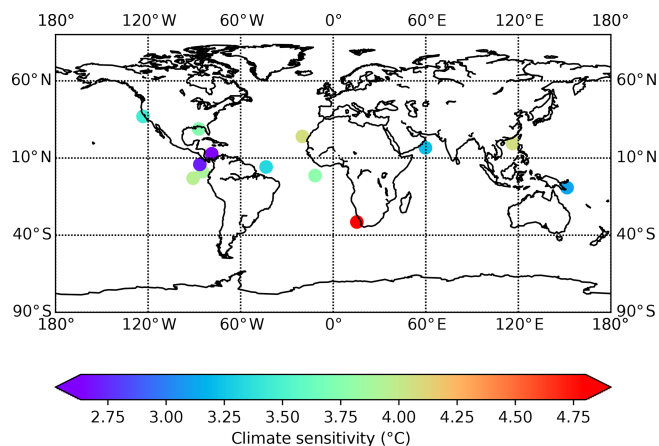 180° 120° W 60° W 0° 60° E 120° E 180°
60° N 60° N
10° N 10° N
40° S 40° S
90° S 90° S
180° 120° W 60° W 0° 60° E 120° E 180°
2.75 3.00 3.25 3.50 3.75 4.00 4.25 4.50 4.75
Climate sensitivity (°C)